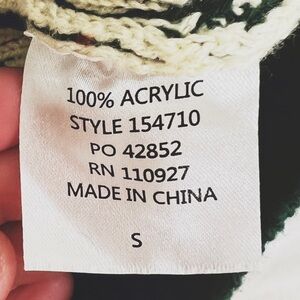 100% ACRYLIC
STYLE 154710
PO 42852
RN 110927
MADE IN CHINA
S